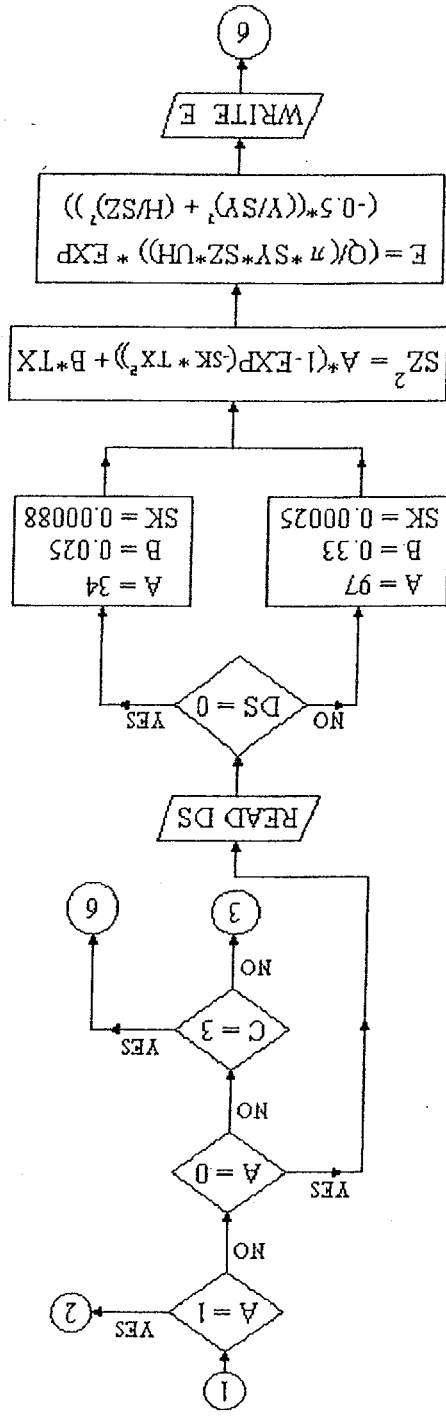 1
A = 1
YES
2
NO
A = 0
YES
NO
C = 3
YES
NO
3
9
READ DS
DS = 0
NO
YES
A = 97
B = 0.33
SK = 0.00025
A = 34
B = 0.025
SK = 0.00088
SZ² = A*(1-EXP(-SK * TX²)) + B*TX
E = (Q/(π *SY*SZ*UH)) * EXP
(-0.5*((Y/SY)² + (H/SZ)²))
WRITE E
9